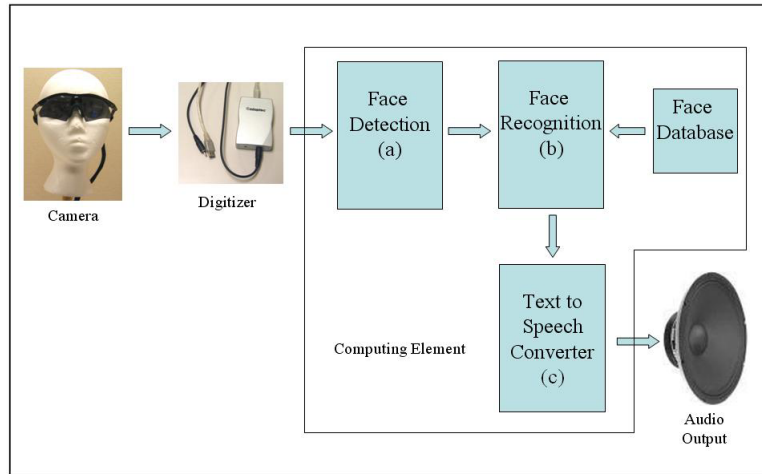 Camera
Digitizer
Face
Detection
(a)
Face
Recognition
(b)
Face
Database
Text to
Speech
Converter
(c)
Computing Element
Audio
Output